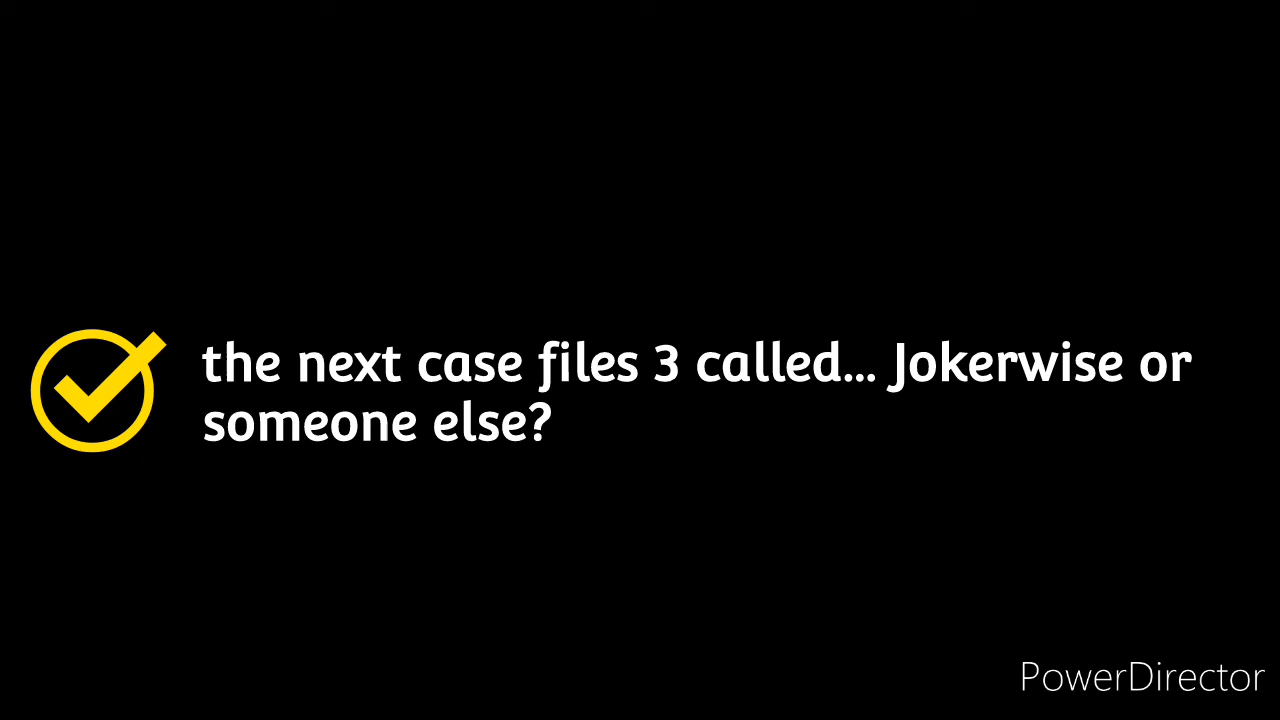 the next case files 3 called... Jokerwise or
someone else?
PowerDirector